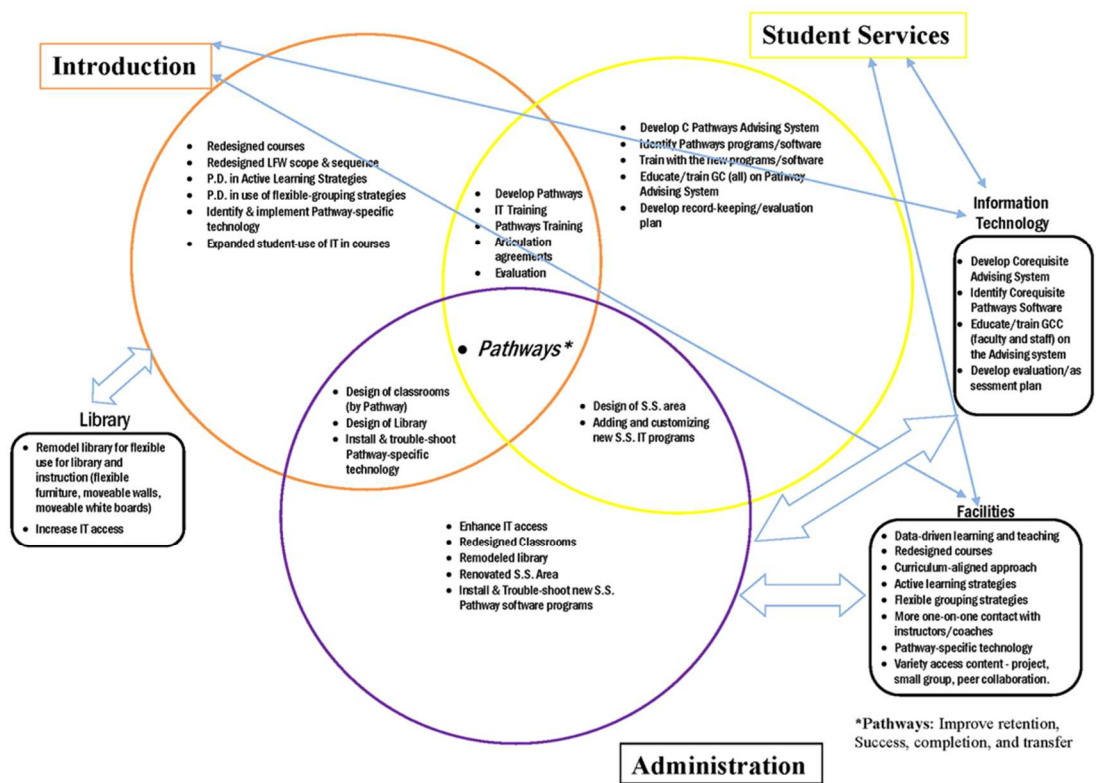 Introduction
Student Services
• Redesigned courses
• Redesigned LFW scope & sequence
• P.D. in Active Learning Strategies
• P.D. in use of flexible-grouping strategies
• Identify & implement Pathway-specific
technology
• Expanded student-use of IT in courses
• Develop Pathways
• IT Training
• Pathways Training
• Articulation
agreements
• Evaluation
• Develop C Pathways Advising System
• Identify Pathways programs/software
• Train with the new programs/software
• Educate/train GC (all) on Pathway
Advising System
• Develop record-keeping/evaluation
plan
Information
Technology
• Develop Corequisite
Advising System
• Identify Corequisite
Pathways Software
• Educate/train GCC
(faculty and staff) on
the Advising system
• Develop evaluation/as
sessment plan
• Pathways*
• Design of classrooms
(by Pathway)
• Design of Library
• Install & trouble-shoot
Pathway-specific
technology
• Design of S.S. area
• Adding and customizing
new S.S. IT programs
Library
• Remodel library for flexible
use for library and
instruction (flexible
furniture, moveable walls,
moveable white boards)
• Increase IT access
• Enhance IT access
• Redesigned Classrooms
• Remodeled library
• Renovated S.S. Area
• Install & Trouble-shoot new S.S.
Pathway software programs
Facilities
• Data-driven learning and teaching
• Redesigned courses
• Curriculum-aligned approach
• Active learning strategies
• Flexible grouping strategies
• More one-on-one contact with
instructors/coaches
• Pathway-specific technology
• Variety access content - project,
small group, peer collaboration.
*Pathways: Improve retention,
Success, completion, and transfer
Administration